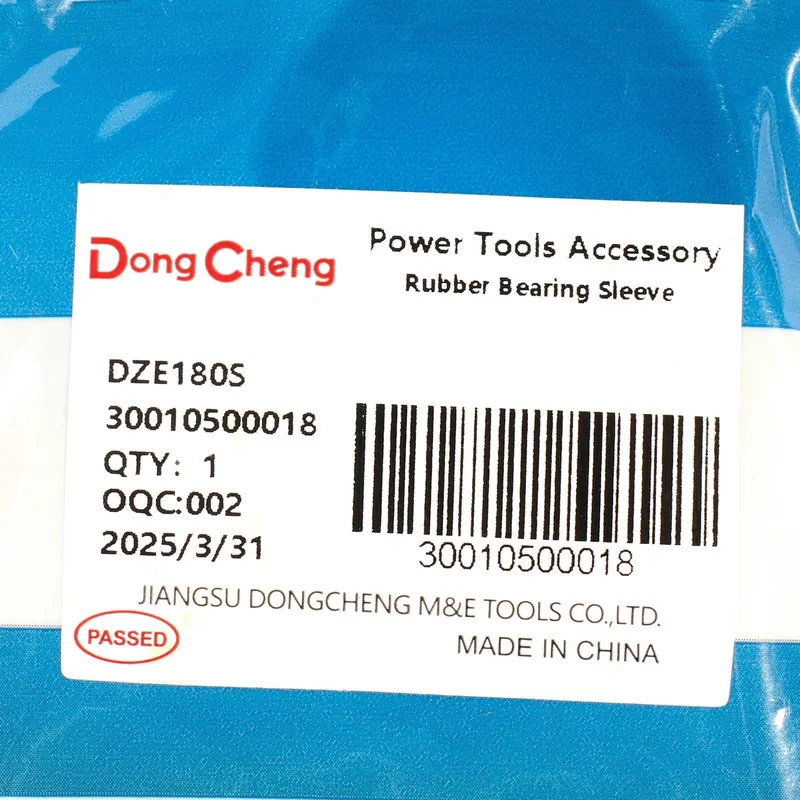 Dong Cheng
Power Tools Accessory
Rubber Bearing Sleeve
DZE180S
30010500018
QTY: 1
OQC:002
2025/3/31
30010500018
JIANGSU DONGCHENG M&E TOOLS CO.,LTD.
PASSED
MADE IN CHINA